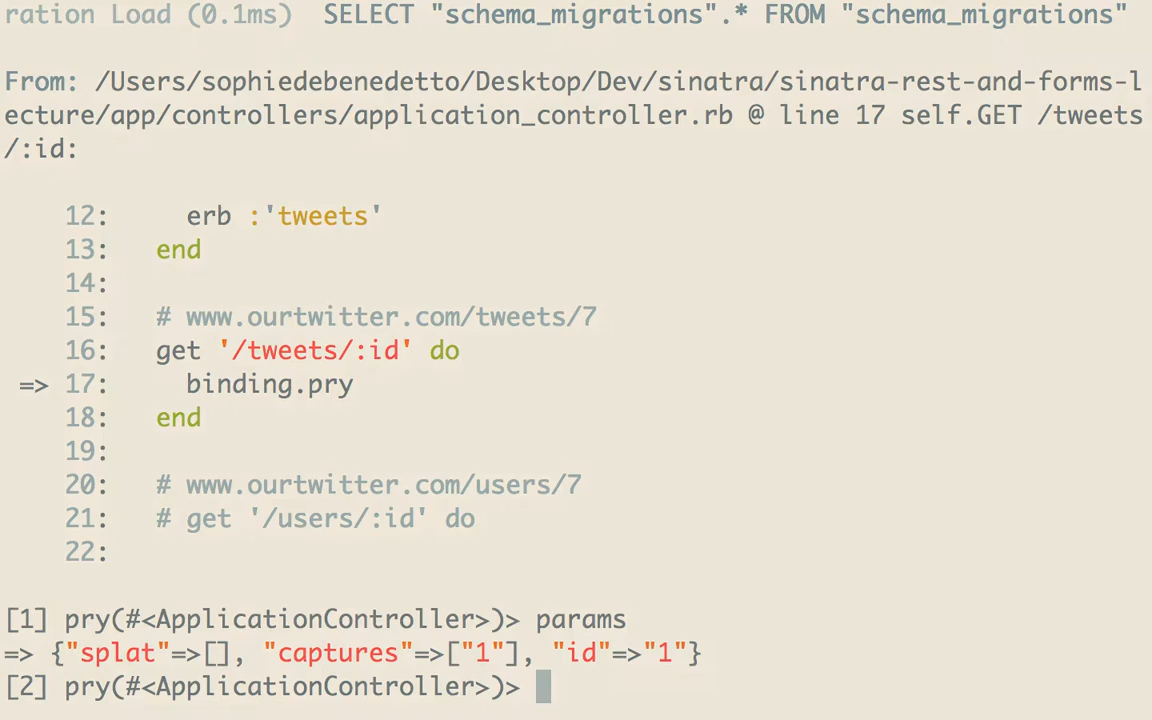 ration Load (0.1ms)  SELECT "schema_migrations".* FROM "schema_migrations"
From: /Users/sophiedebenedetto/Desktop/Dev/sinatra/sinatra-rest-and-forms-l
ecture/app/controllers/application_controller.rb @ line 17 self.GET /tweets
/:id:
    12:     erb :'tweets'
    13:   end
    14:
    15:   # www.ourtwitter.com/tweets/7
    16:   get '/tweets/:id' do
 => 17:     binding.pry
    18:   end
    19:
    20:   # www.ourtwitter.com/users/7
    21:   # get '/users/:id' do
    22:
[1] pry(#<ApplicationController>)> params
=> {"splat"=>[], "captures"=>["1"], "id"=>"1"}
[2] pry(#<ApplicationController>)>